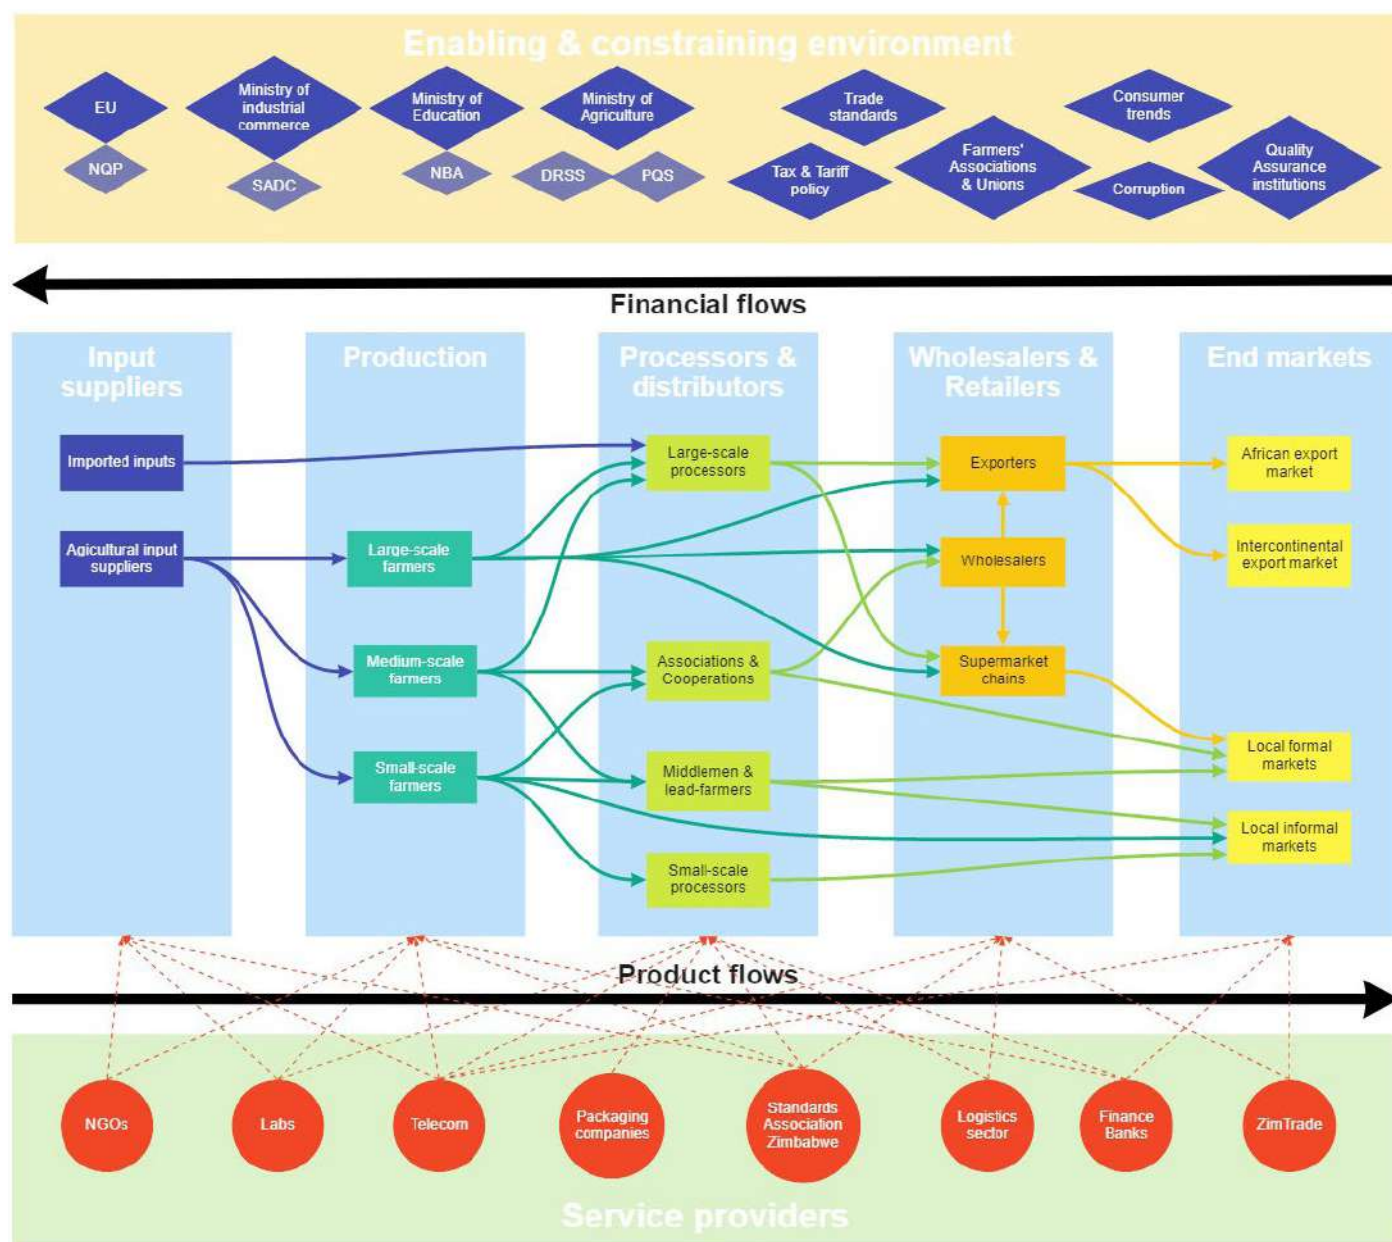 Enabling & constraining environment
EU
Ministry of
industrial
commerce
Ministry of
Education
Ministry of
Agriculture
Trade
standards
Consumer
trends
NQP
SADC
NBA
DRSS
PQS
Tax & Tariff
policy
Farmers'
Associations
& Unions
Corruption
Quality
Assurance
institutions
Financial flows
Input
suppliers
Production
Processors &
distributors
Wholesalers &
Retailers
End markets
Imported inputs
Large-scale
processors
Exporters
African export
market
Agicultural input
suppliers
Large-scale
farmers
Wholesalers
Intercontinental
export market
Medium-scale
farmers
Associations &
Cooperations
Supermarket
chains
Small-scale
farmers
Middlemen &
lead-farmers
Local formal
markets
Local informal
markets
Small-scale
processors
Product flows
NGOs
Labs
Telecom
Packaging
companies
Standards
Association
Zimbabwe
Logistics
sector
Finance
Banks
ZimTrade
Service providers